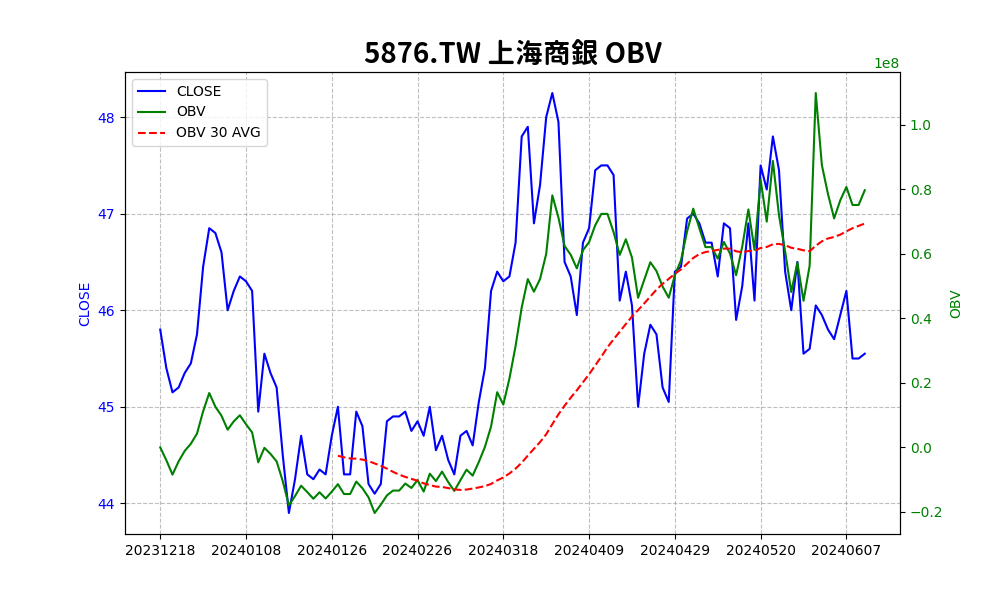 5876.TW 上海商銀 OBV
1e8
CLOSE
OBV
OBV 30 AVG
48
47
46
45
44
CLOSE
1.0
0.8
0.6
0.4
0.2
0.0
−0.2
OBV
20231218 20240108 20240126 20240226 20240318 20240409 20240429 20240520 20240607